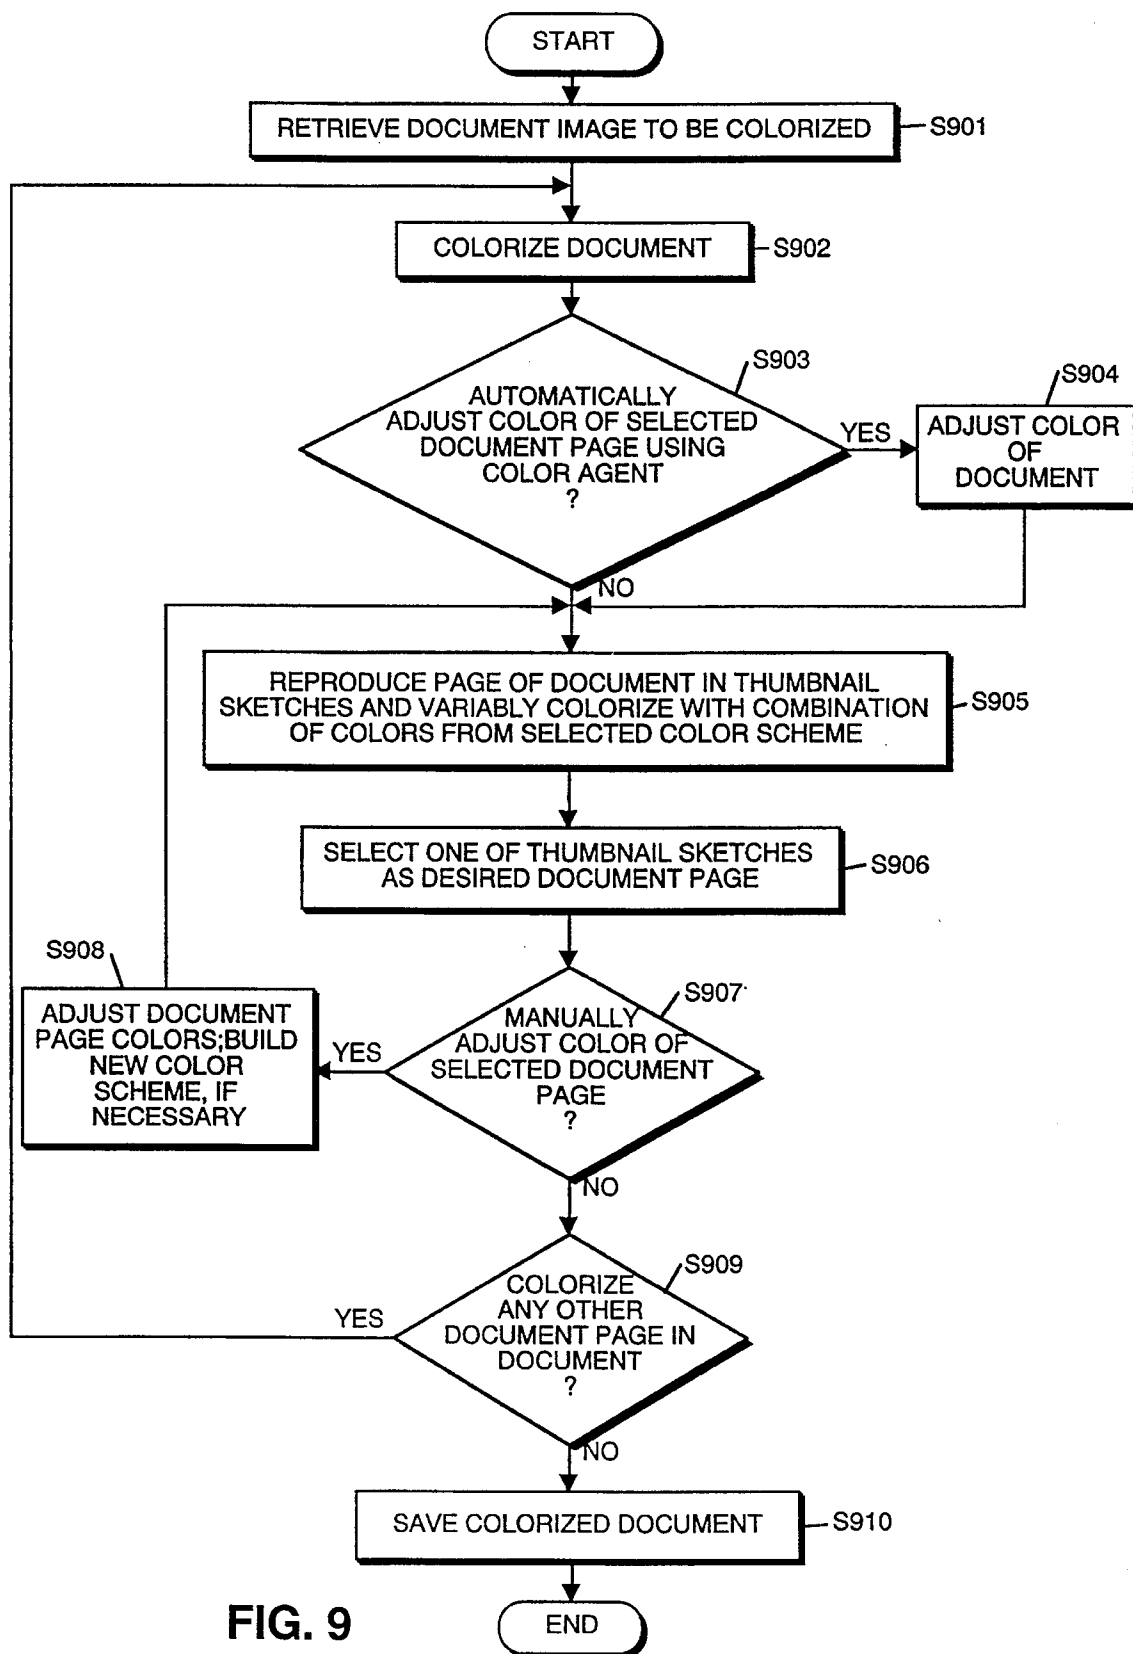 START
RETRIEVE DOCUMENT IMAGE TO BE COLORIZED
S901
COLORIZE DOCUMENT
S902
S903
AUTOMATICALLY
ADJUST COLOR OF SELECTED
DOCUMENT PAGE USING
COLOR AGENT
?
YES
S904
ADJUST COLOR
OF
DOCUMENT
NO
REPRODUCE PAGE OF DOCUMENT IN THUMBNAIL
SKETCHES AND VARIABLY COLORIZE WITH COMBINATION
OF COLORS FROM SELECTED COLOR SCHEME
S905
SELECT ONE OF THUMBNAIL SKETCHES
AS DESIRED DOCUMENT PAGE
S906
S907
MANUALLY
ADJUST COLOR OF
SELECTED DOCUMENT
PAGE
?
YES
S908
ADJUST DOCUMENT
PAGE COLORS;BUILD
NEW COLOR
SCHEME, IF
NECESSARY
NO
S909
COLORIZE
ANY OTHER
DOCUMENT PAGE IN
DOCUMENT
?
YES
NO
SAVE COLORIZED DOCUMENT
S910
END
FIG. 9